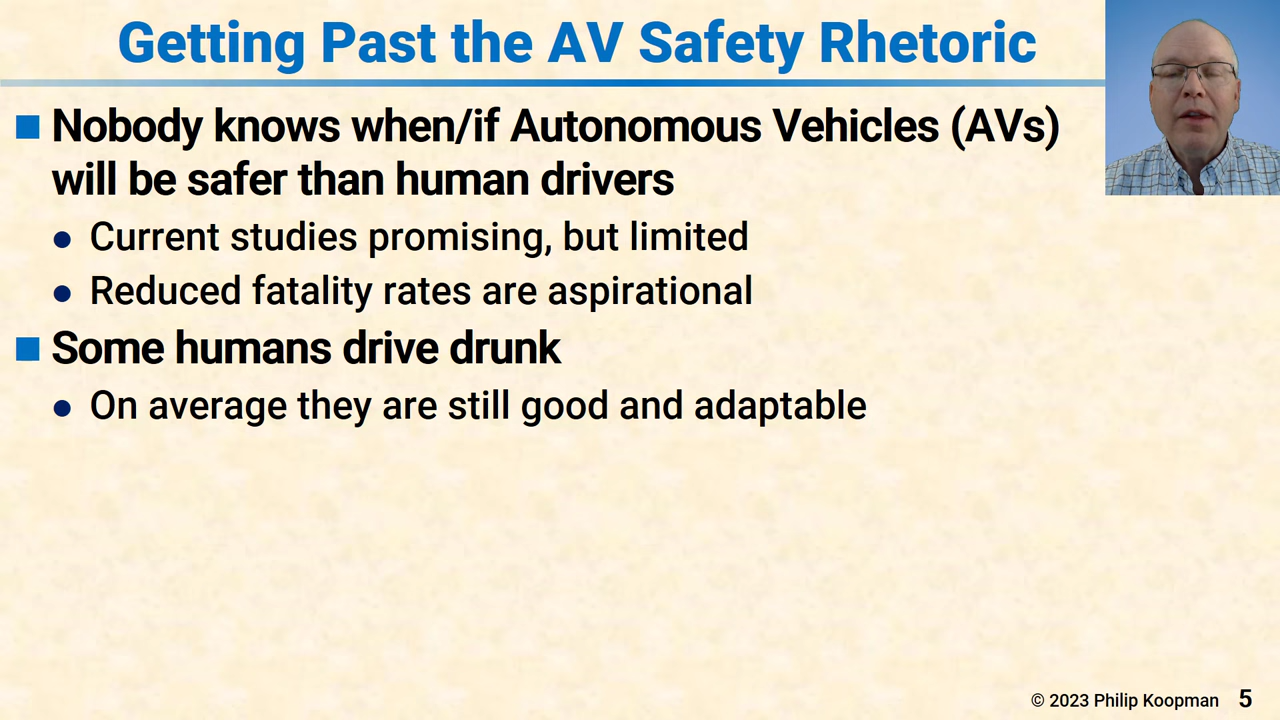 Getting Past the AV Safety Rhetoric
Nobody knows when/if Autonomous Vehicles (AVs)
will be safer than human drivers
Current studies promising, but limited
Reduced fatality rates are aspirational
Some humans drive drunk
On average they are still good and adaptable
© 2023 Philip Koopman 5